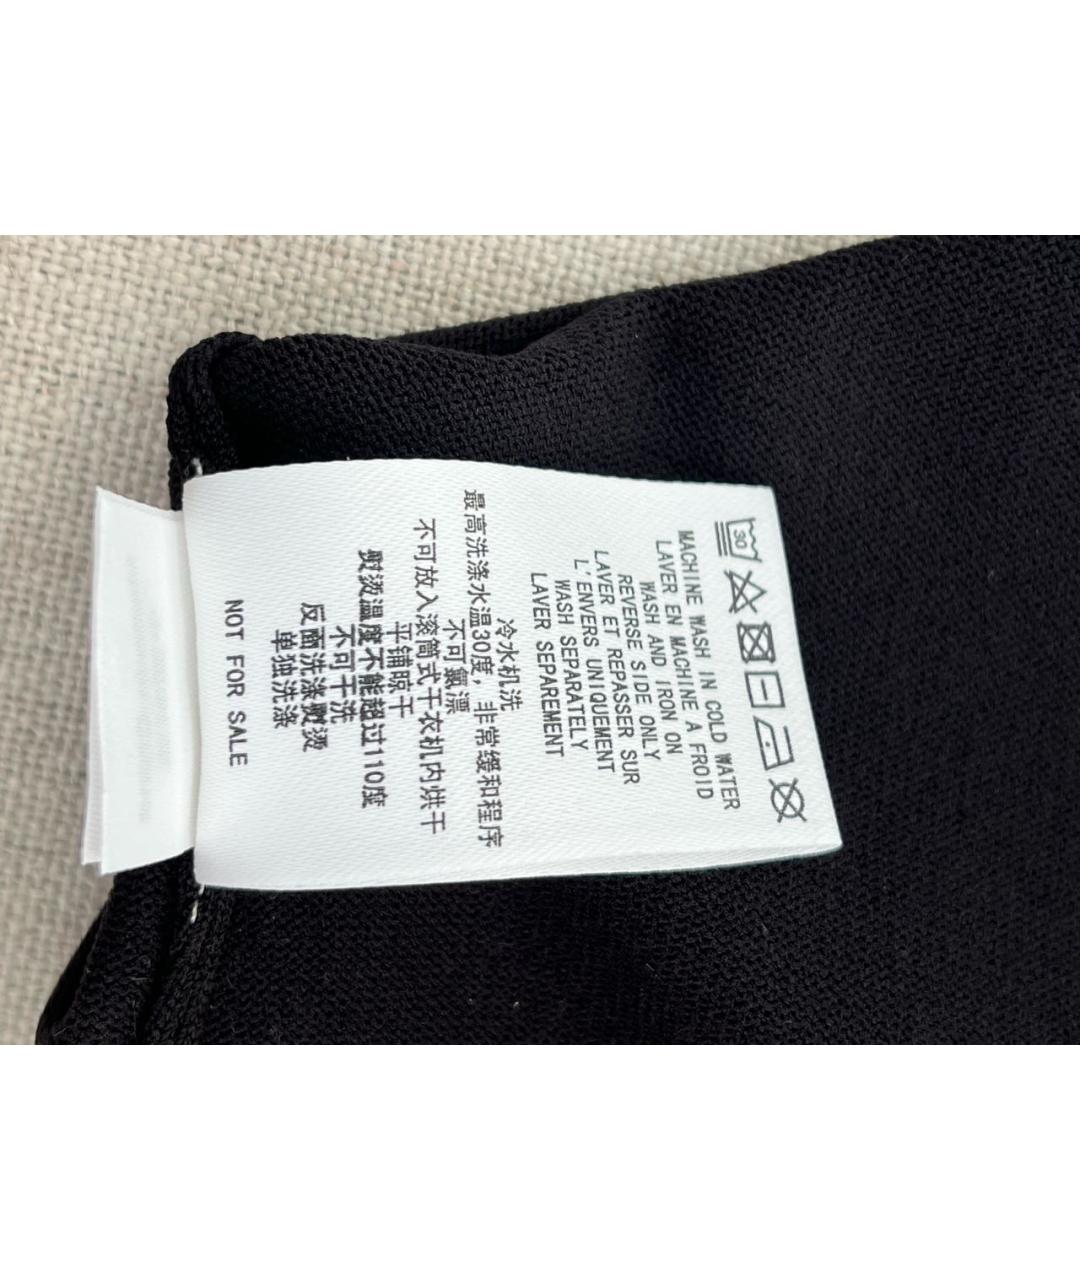 30
MACHINE WASH IN COLD WATER
LAVER EN MACHINE A FROID
WASH AND IRON ON
REVERSE SIDE ONLY
LAVER ET REPASSER SUR
L'ENVERS UNIQUEMENT
WASH SEPARATELY
LAVER SEPAREMENT
冷水机洗
最高洗涤水温30度，非常缓和程序
不可氯漂
不可放入滚筒式干衣机内烘干
平铺晾干
熨烫温度不能超过110度
不可干洗
反面洗涤熨烫
单独洗涤
NOT FOR SALE